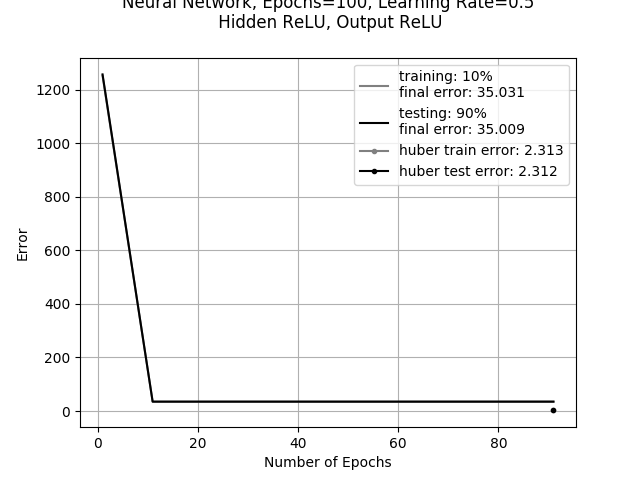 Neural Network, Epochs=100, Learning Rate=0.5
Hidden ReLU, Output ReLU
training: 10%
final error: 35.031
testing: 90%
final error: 35.009
huber train error: 2.313
huber test error: 2.312
1200
1000
800
600
400
200
0
Error
0 20 40 60 80
Number of Epochs